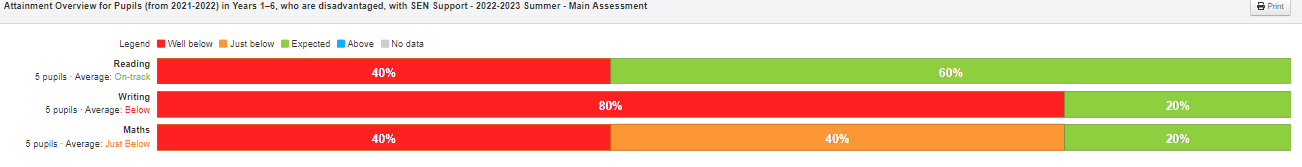 Attainment Overview for Pupils (from 2021-2022) in Years 1–6, who are disadvantaged, with SEN Support - 2022-2023 Summer - Main Assessment
Print
Legend Well below Just below Expected Above No data
Reading
5 pupils · Average: On-track
40% 60%
Writing
5 pupils · Average: Below
80% 20%
Maths
5 pupils · Average: Just Below
40% 40% 20%